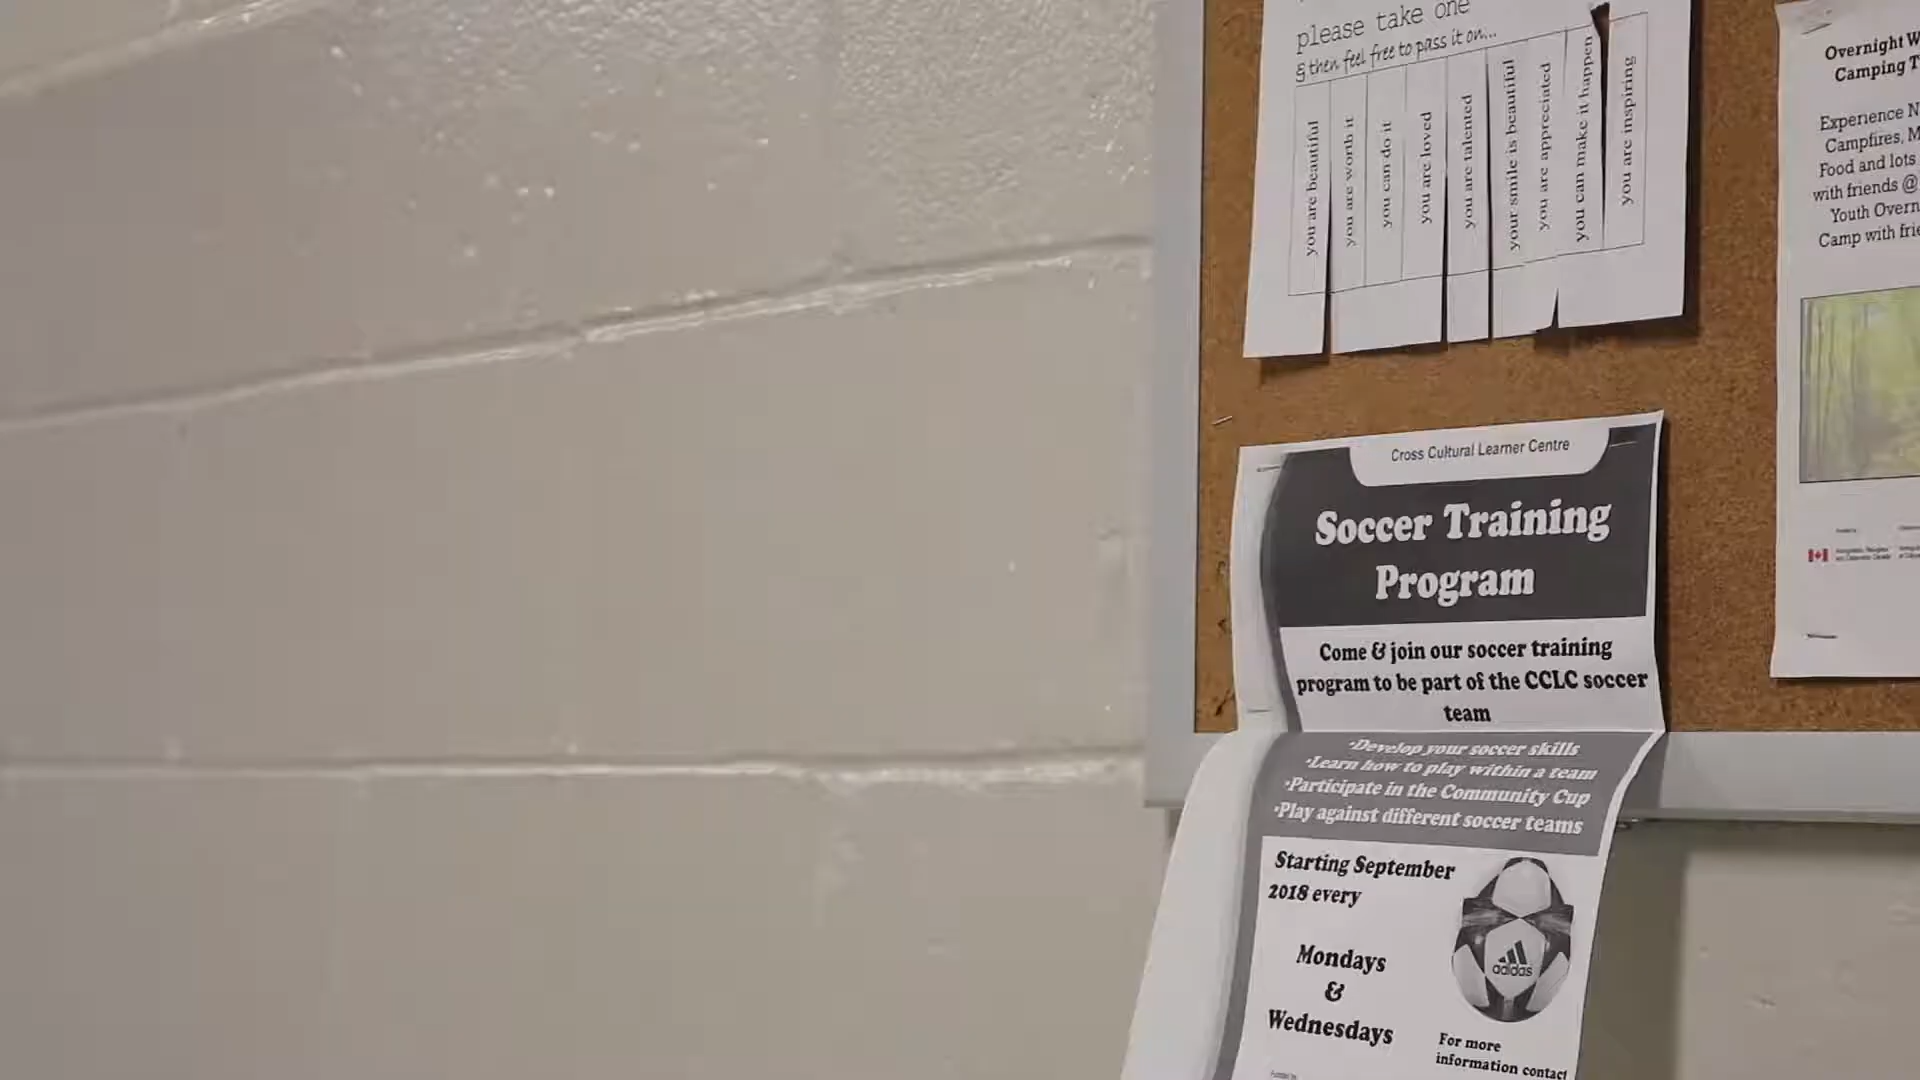 please take one
& then feel free to pass it on...
you are beautiful
you are worth it
you can do it
you are loved
you are talented
your smile is beautiful
you are appreciated
you can make it happen
you are inspiring
Overnight W
Camping T
Experience N
Campfires, M
Food and lots
with friends @
Youth Overn
Camp with frie
Cross Cultural Learner Centre
Soccer Training
Program
Come & join our soccer training
program to be part of the CCLC soccer
team
•Develop your soccer skills
•Learn how to play within a team
•Participate in the Community Cup
•Play against different soccer teams
Starting September
2018 every
Mondays
&
Wednesdays
adidas
For more
information contact